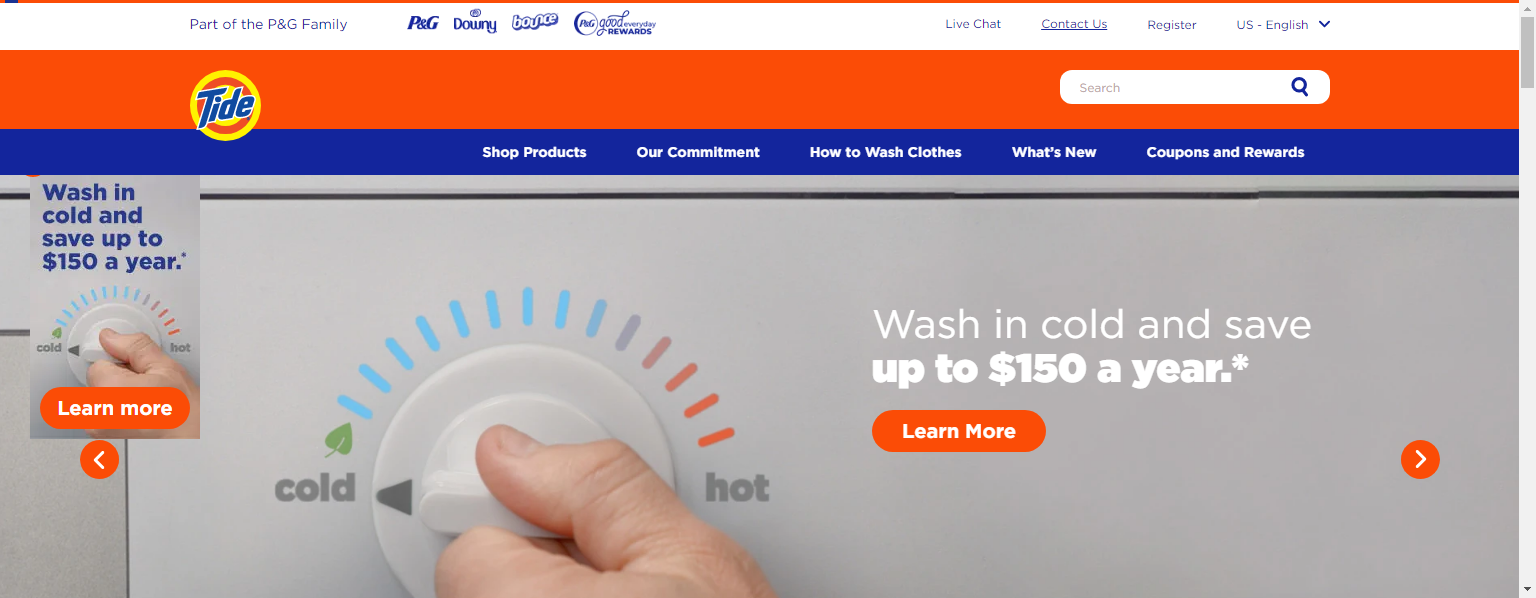 Part of the P&G Family
P&G
Downy
bounce
P&G good everyday REWARDS
Live Chat
Contact Us
Register
US - English
Tide
Search
Shop Products
Our Commitment
How to Wash Clothes
What's New
Coupons and Rewards
Wash in
cold and
save up to
$150 a year.*
cold
hot
Learn more
Wash in cold and save
up to $150 a year.*
Learn More
cold
hot